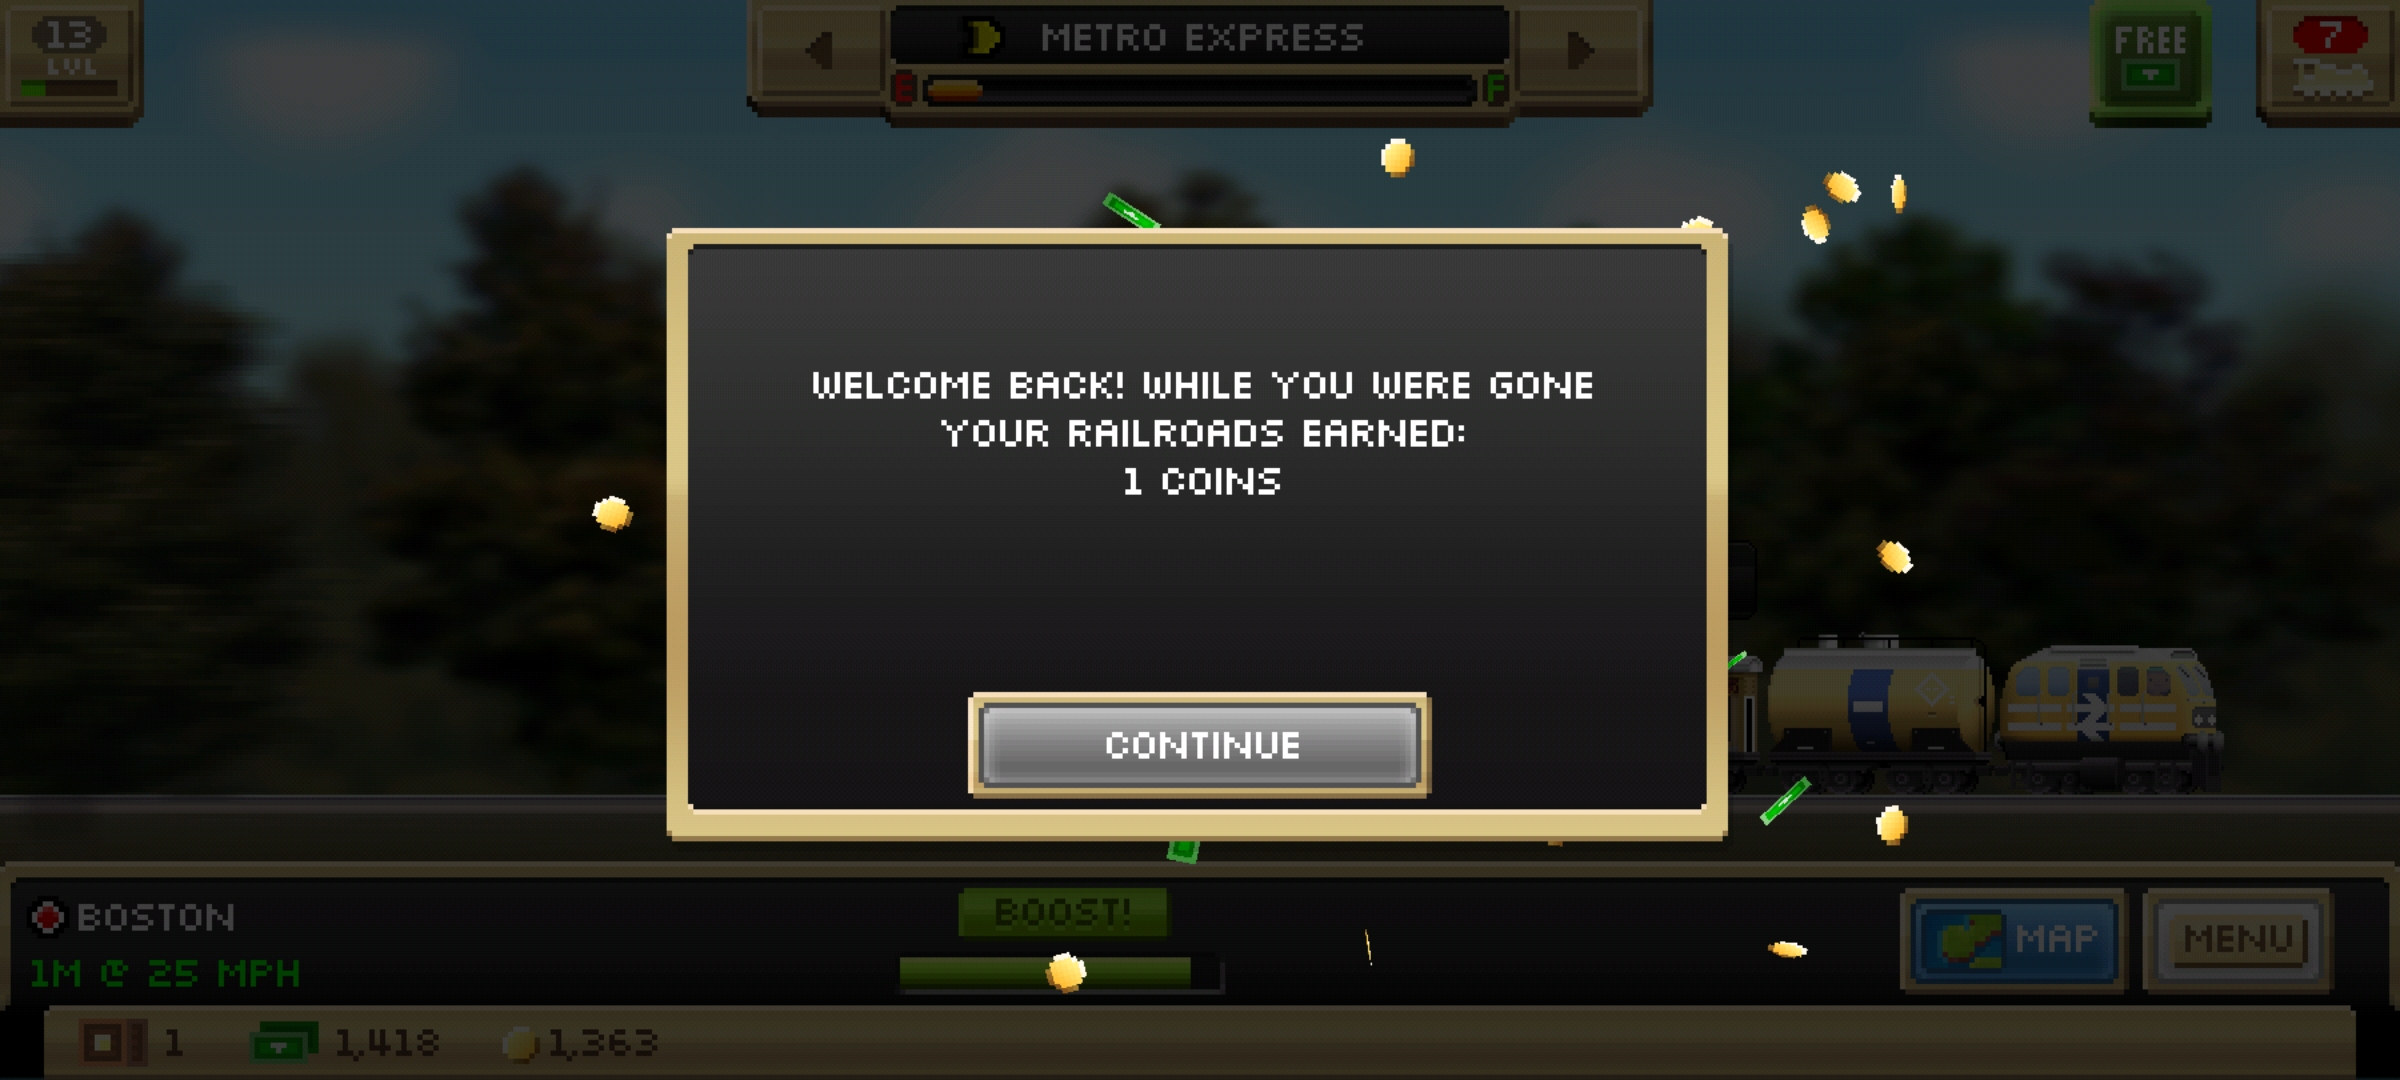 13
LVL
METRO EXPRESS
E F
FREE
7
WELCOME BACK! WHILE YOU WERE GONE
YOUR RAILROADS EARNED:
1 COINS
CONTINUE
BOSTON
1M @ 25 MPH
BOOST!
MAP
MENU
1 1,418 1,363